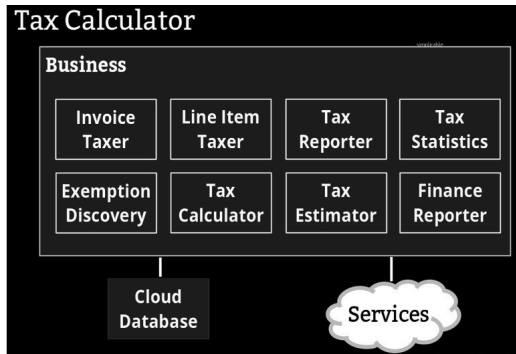 Tax Calculator
Business
Invoice
Taxer
Line Item
Taxer
Tax
Reporter
Tax
Statistics
Exemption
Discovery
Tax
Calculator
Tax
Estimator
Finance
Reporter
Cloud
Database
Services